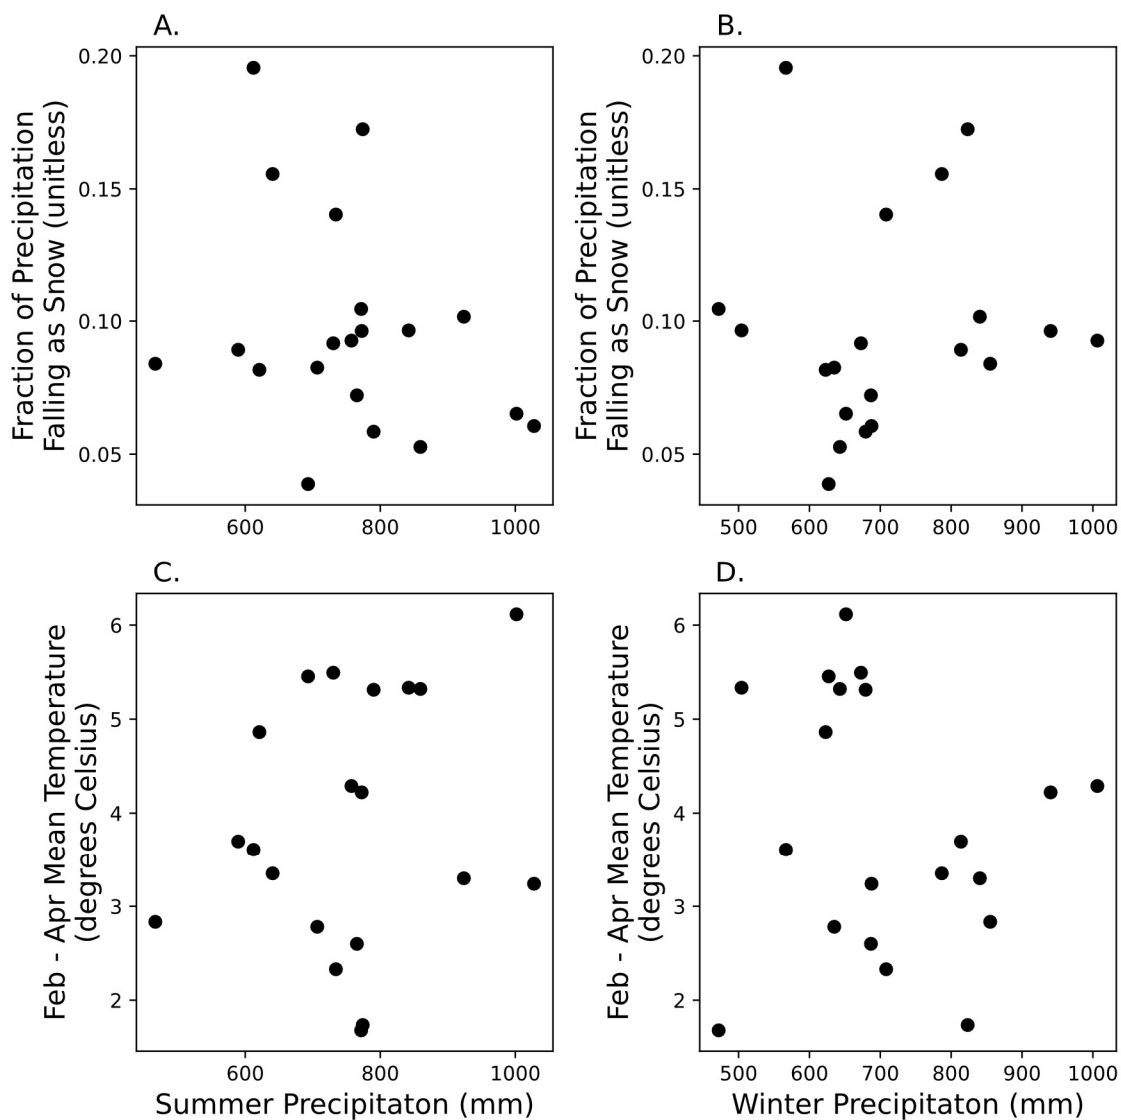 A.
Fraction of Precipitation
Falling as Snow (unitless)
0.20
0.15
0.10
0.05
600
800
1000
B.
Fraction of Precipitation
Falling as Snow (unitless)
0.20
0.15
0.10
0.05
500
600
700
800
900
1000
C.
Feb - Apr Mean Temperature
(degrees Celsius)
6
5
4
3
2
600
800
1000
Summer Precipitaton (mm)
D.
Feb - Apr Mean Temperature
(degrees Celsius)
6
5
4
3
2
500
600
700
800
900
1000
Winter Precipitation (mm)